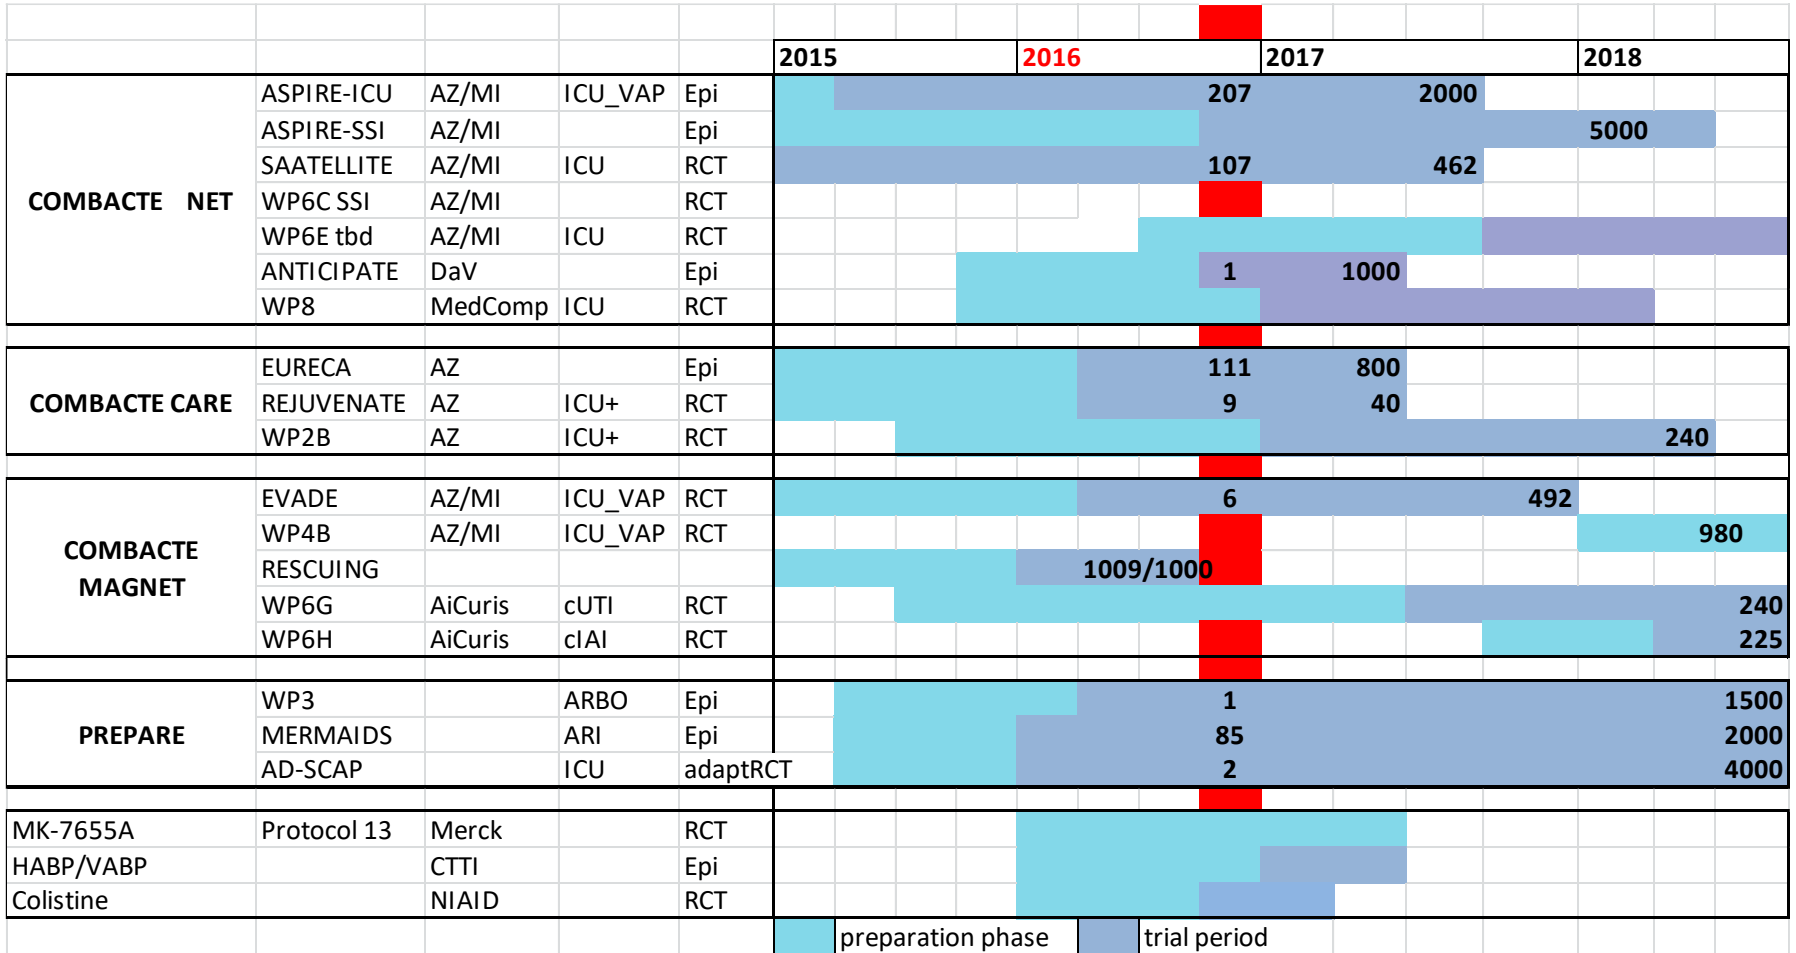 2015 2016 2017 2018
ASPIRE-ICU AZ/MI ICU_VAP Epi 207 2000
ASPIRE-SSI AZ/MI Epi 5000
SAATELLITE AZ/MI ICU RCT 107 462
COMBACTE NET WP6C SSI AZ/MI RCT
WP6E tbd AZ/MI ICU RCT
ANTICIPATE DaV Epi 1 1000
WP8 MedComp ICU RCT
EURECA AZ Epi 111 800
COMBACTE CARE REJUVENATE AZ ICU+ RCT 9 40
WP2B AZ ICU+ RCT 240
EVADE AZ/MI ICU_VAP RCT 6 492
WP4B AZ/MI ICU_VAP RCT 980
COMBACTE
MAGNET
RESCUING 1009/1000
WP6G AiCuris cUTI RCT 240
WP6H AiCuris cIAI RCT 225
WP3 ARBO Epi 1 1500
PREPARE MERMAIDS ARI Epi 85 2000
AD-SCAP ICU adaptRCT 2 4000
MK-7655A Protocol 13 Merck RCT
HABP/VABP CTTI Epi
Colistine NIAID RCT
preparation phase trial period